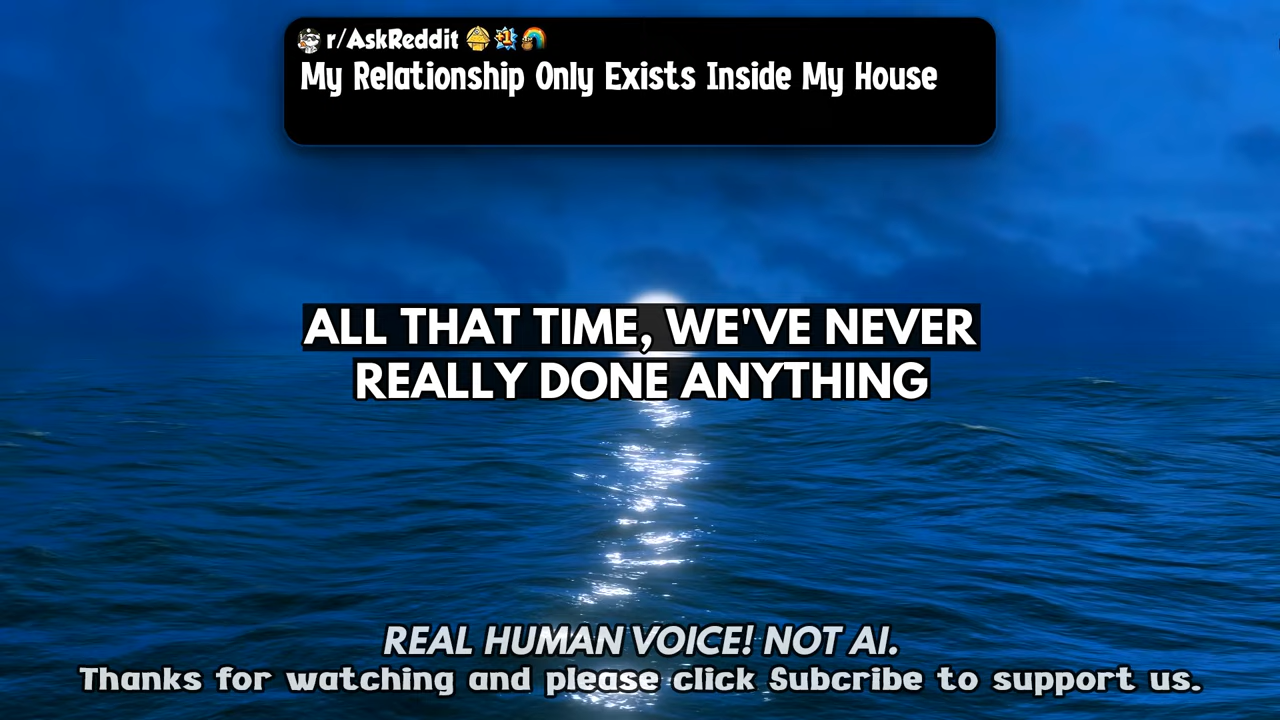 r/AskReddit
My Relationship Only Exists Inside My House
ALL THAT TIME, WE'VE NEVER
REALLY DONE ANYTHING
REAL HUMAN VOICE! NOT AI.
Thanks for watching and please click Subcribe to support us.